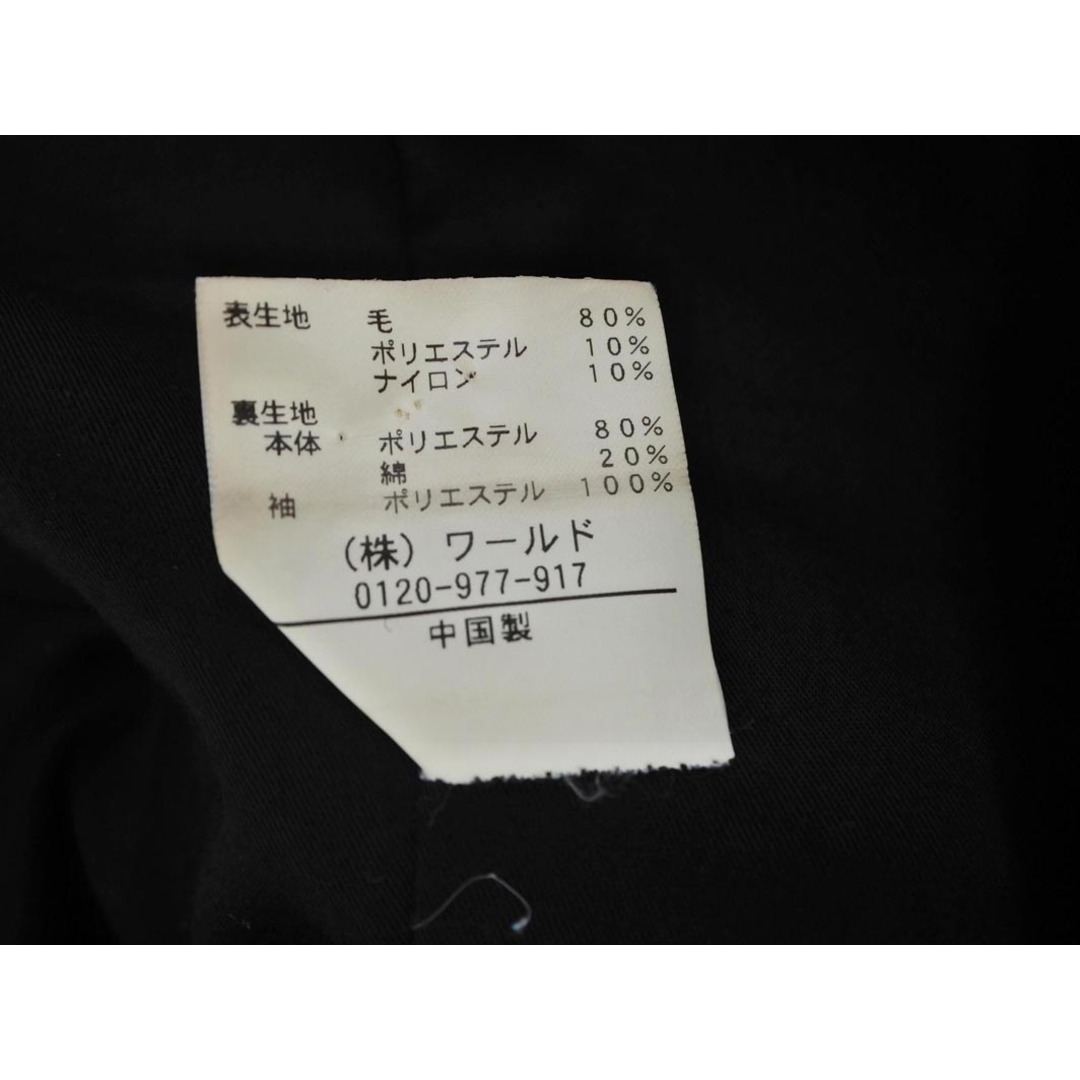 表生地 毛 80%
ポリエステル 10%
ナイロン 10%
裏生地
本体 ポリエステル 80%
綿 20%
袖 ポリエステル 100%
(株) ワールド
0120-977-917
中国製